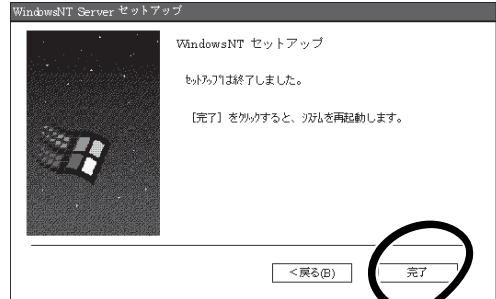 WindowsNT Server セットアップ
WindowsNT セットアップ
ｾｯﾄｱｯﾌﾟは終了しました。
［完了］をｸﾘｯｸすると、ｼｽﾃﾑを再起動します。
＜戻る(B)
完了